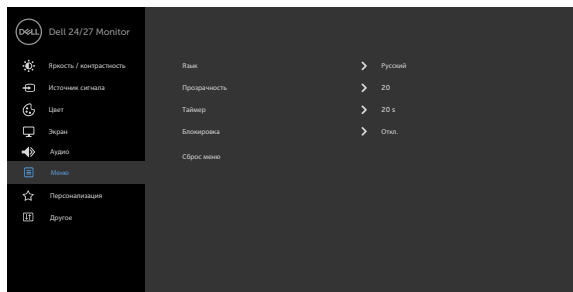 DELL
Dell 24/27 Monitor
Яркость / контрастность
Источник сигнала
Цвет
Экран
Аудио
Меню
Персонализация
Другое
Язык Русский
Прозрачность 20
Таймер 20 s
Блокировка Откл.
Сброс меню